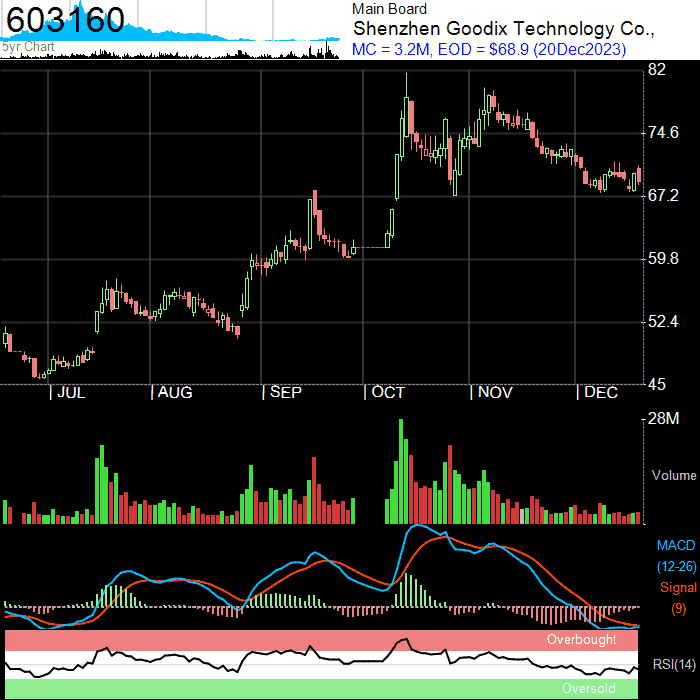 603160
5yr Chart
Main Board
Shenzhen Goodix Technology Co.,
MC = 3.2M, EOD = $68.9 (20Dec2023)
82
74.6
67.2
59.8
52.4
45
| JUL | AUG | SEP | OCT | NOV | DEC
28M
Volume
MACD
(12-26)
Signal
(9)
Overbought
RSI(14)
Oversold